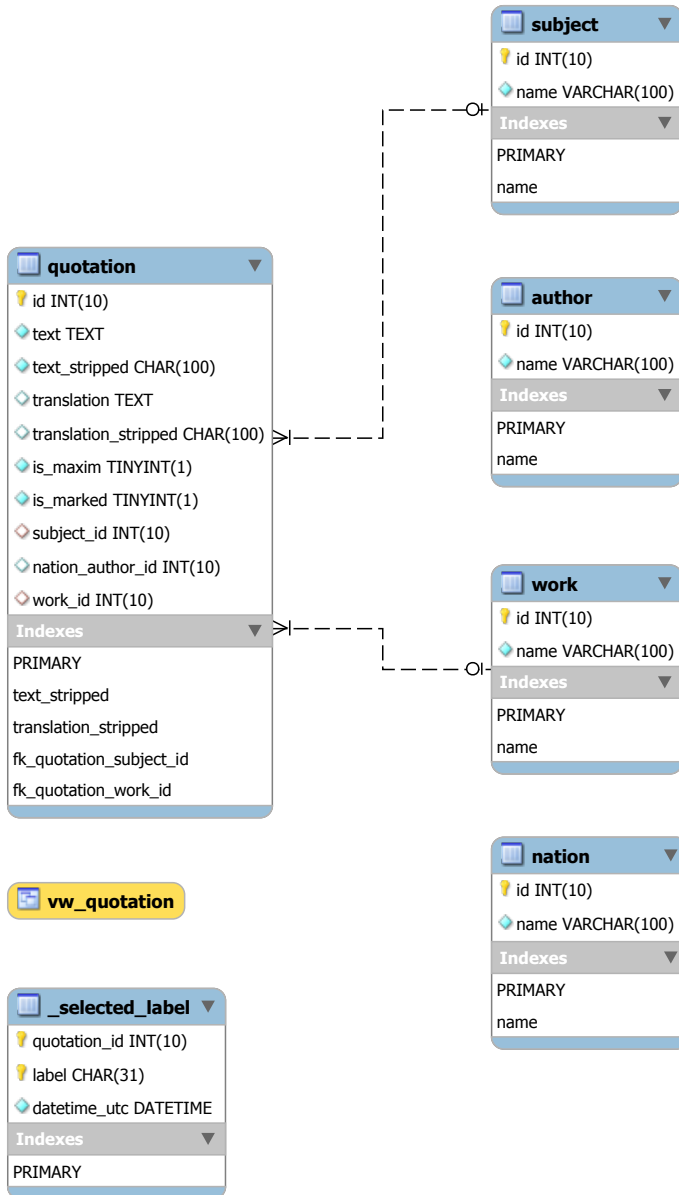 subject
id INT(10)
name VARCHAR(100)
Indexes
PRIMARY
name
quotation
id INT(10)
text TEXT
text_stripped CHAR(100)
translation TEXT
translation_stripped CHAR(100)
is_maxim TINYINT(1)
is_marked TINYINT(1)
subject_id INT(10)
nation_author_id INT(10)
work_id INT(10)
Indexes
PRIMARY
text_stripped
translation_stripped
fk_quotation_subject_id
fk_quotation_work_id
author
id INT(10)
name VARCHAR(100)
Indexes
PRIMARY
name
work
id INT(10)
name VARCHAR(100)
Indexes
PRIMARY
name
nation
id INT(10)
name VARCHAR(100)
Indexes
PRIMARY
name
vw_quotation
_selected_label
quotation_id INT(10)
label CHAR(31)
datetime_utc DATETIME
Indexes
PRIMARY